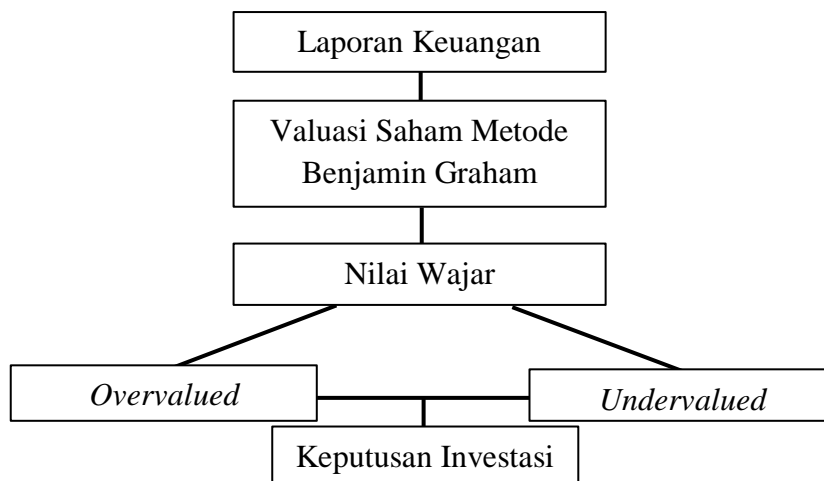 Laporan Keuangan
Valuasi Saham Metode
Benjamin Graham
Nilai Wajar
Overvalued
Undervalued
Keputusan Investasi